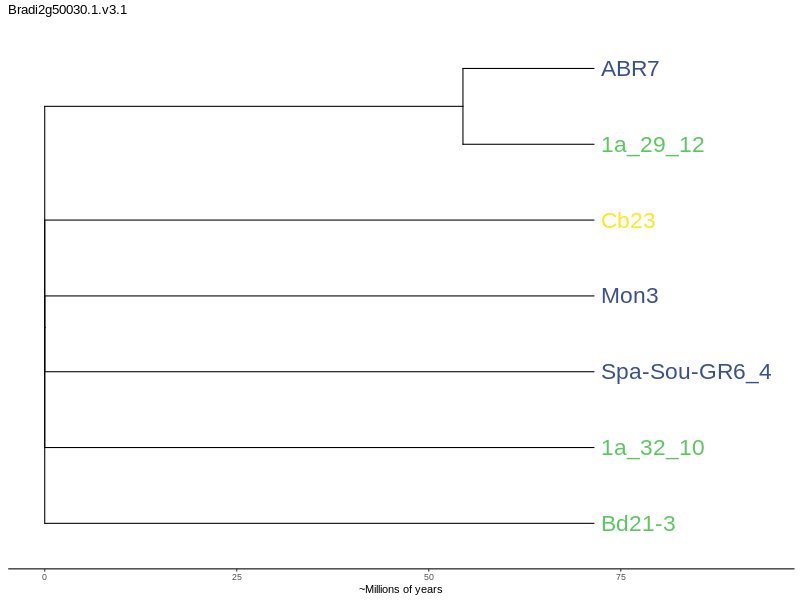 Bradi2g50030.1.v3.1
ABR7
1a_29_12
Cb23
Mon3
Spa-Sou-GR6_4
1a_32_10
Bd21-3
0 25 50 75
~Millions of years